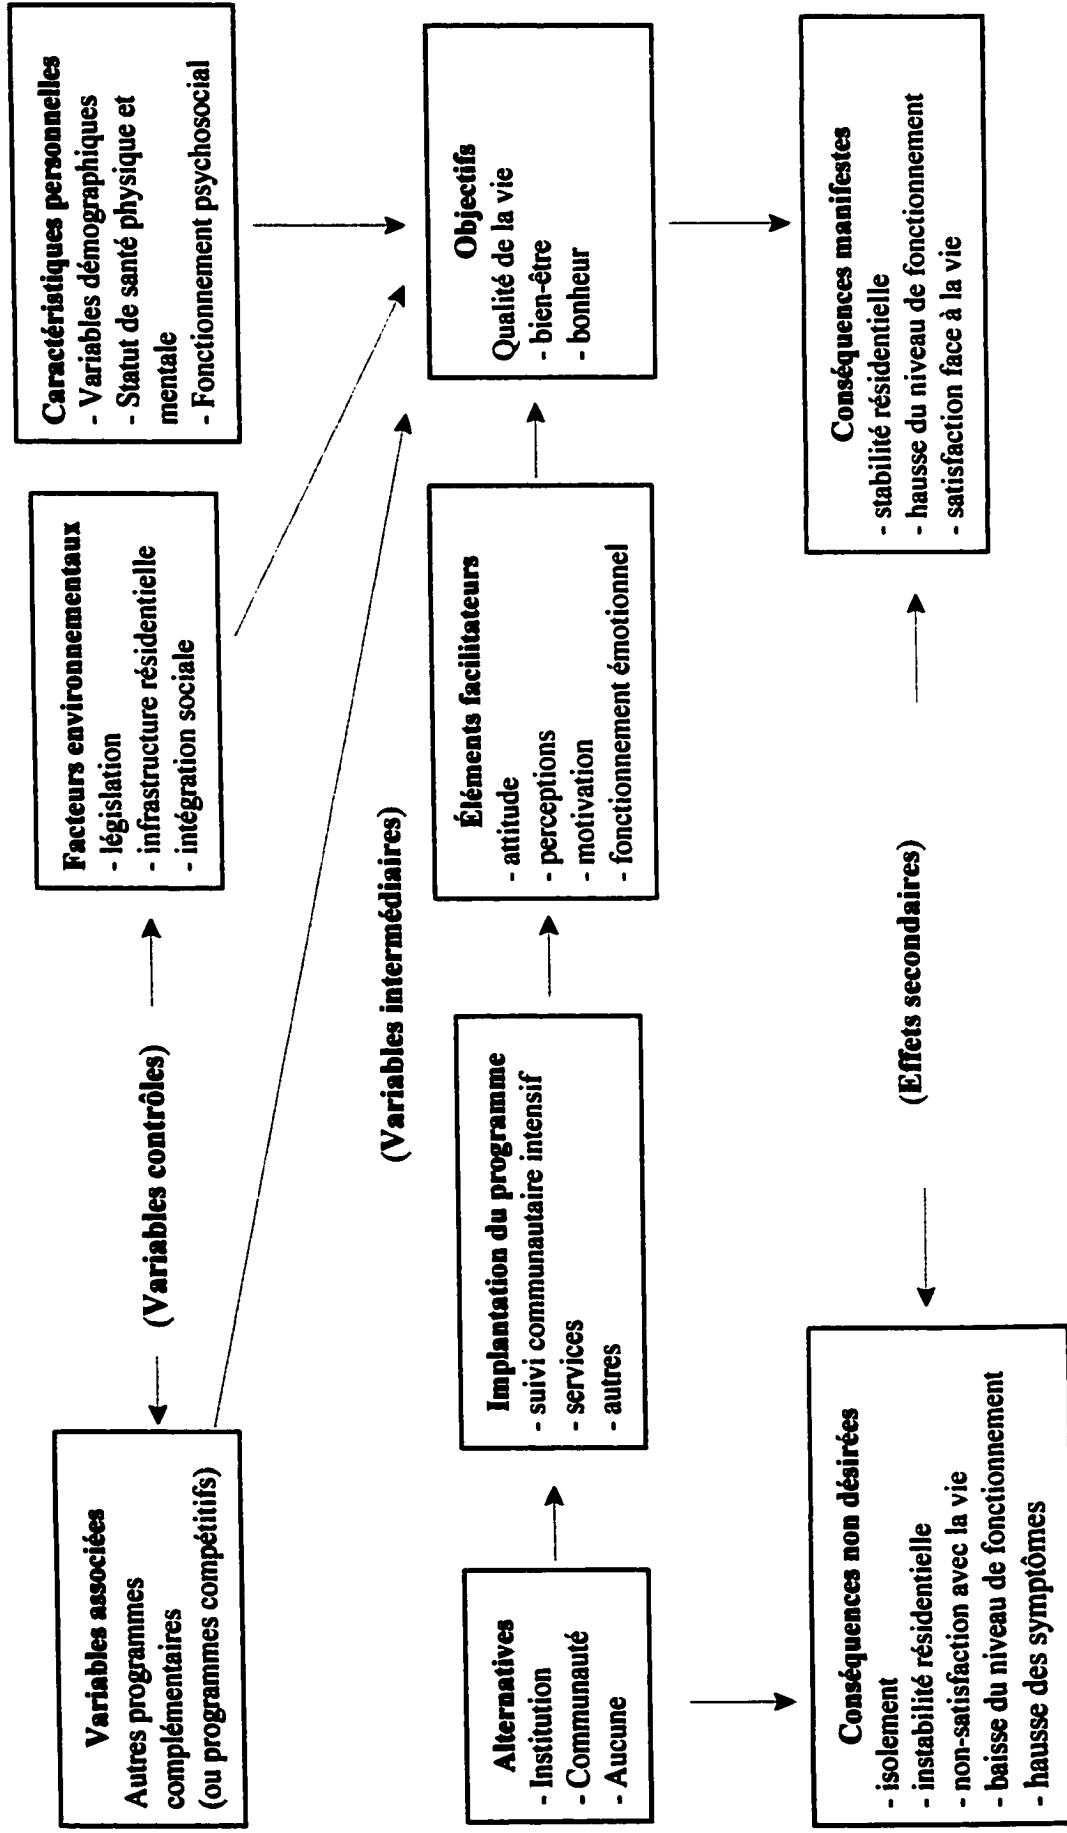 Variables associées
Autres programmes
complémentaires
(ou programmes compétitifs)
(Variables contrôles)
Facteurs environnementaux
- législation
- infrastructure résidentielle
- intégration sociale
Caractéristiques personnelles
- Variables démographiques
- Statut de santé physique et
mentale
- Fonctionnement psychosocial
(Variables intermédiaires)
Alternatives
- Institution
- Communauté
- Aucune
Implantation du programme
- suivi communautaire intensif
- services
- autres
Éléments facilitateurs
- attitude
- perceptions
- motivation
- fonctionnement émotionnel
Objectifs
Qualité de la vie
- bien-être
- bonheur
Conséquences non désirées
- isolement
- instabilité résidentielle
- non-satisfaction avec la vie
- baisse du niveau de fonctionnement
- hausse des symptômes
(Effets secondaires)
Conséquences manifestes
- stabilité résidentielle
- hausse du niveau de fonctionnement
- satisfaction face à la vie